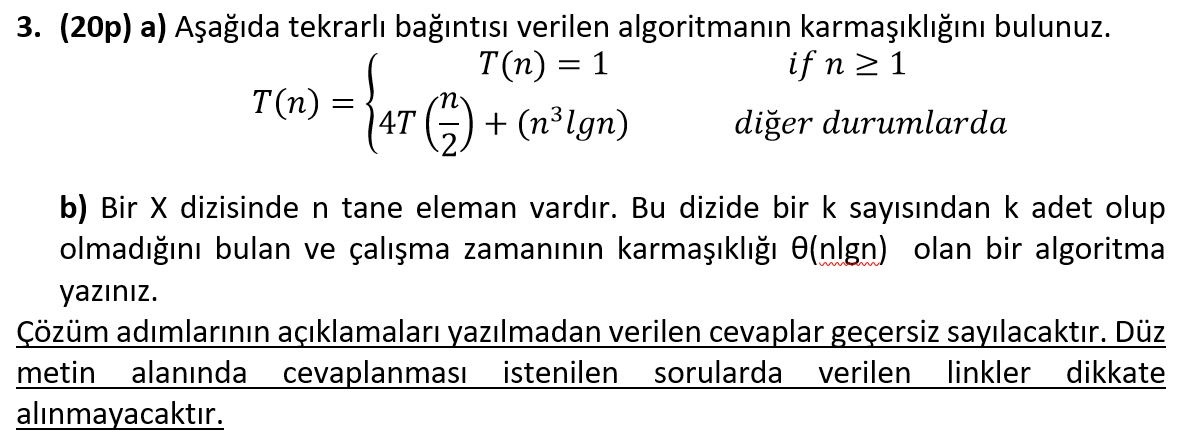 3. (20p) a) Aşağıda tekrarlı bağıntısı verilen algoritmanın karmaşıklığını bulunuz.
T(n) = 1 if n ≥ 1
T(n) = {
4T(n/2) + (n³lgn) diğer durumlarda
b) Bir X dizisinde n tane eleman vardır. Bu dizide bir k sayısından k adet olup
olmadığını bulan ve çalışma zamanının karmaşıklığı θ(nlgn) olan bir algoritma
yazınız.
Çözüm adımlarının açıklamaları yazılmadan verilen cevaplar geçersiz sayılacaktır. Düz
metin alanında cevaplanması istenilen sorularda verilen linkler dikkate
alınmayacaktır.